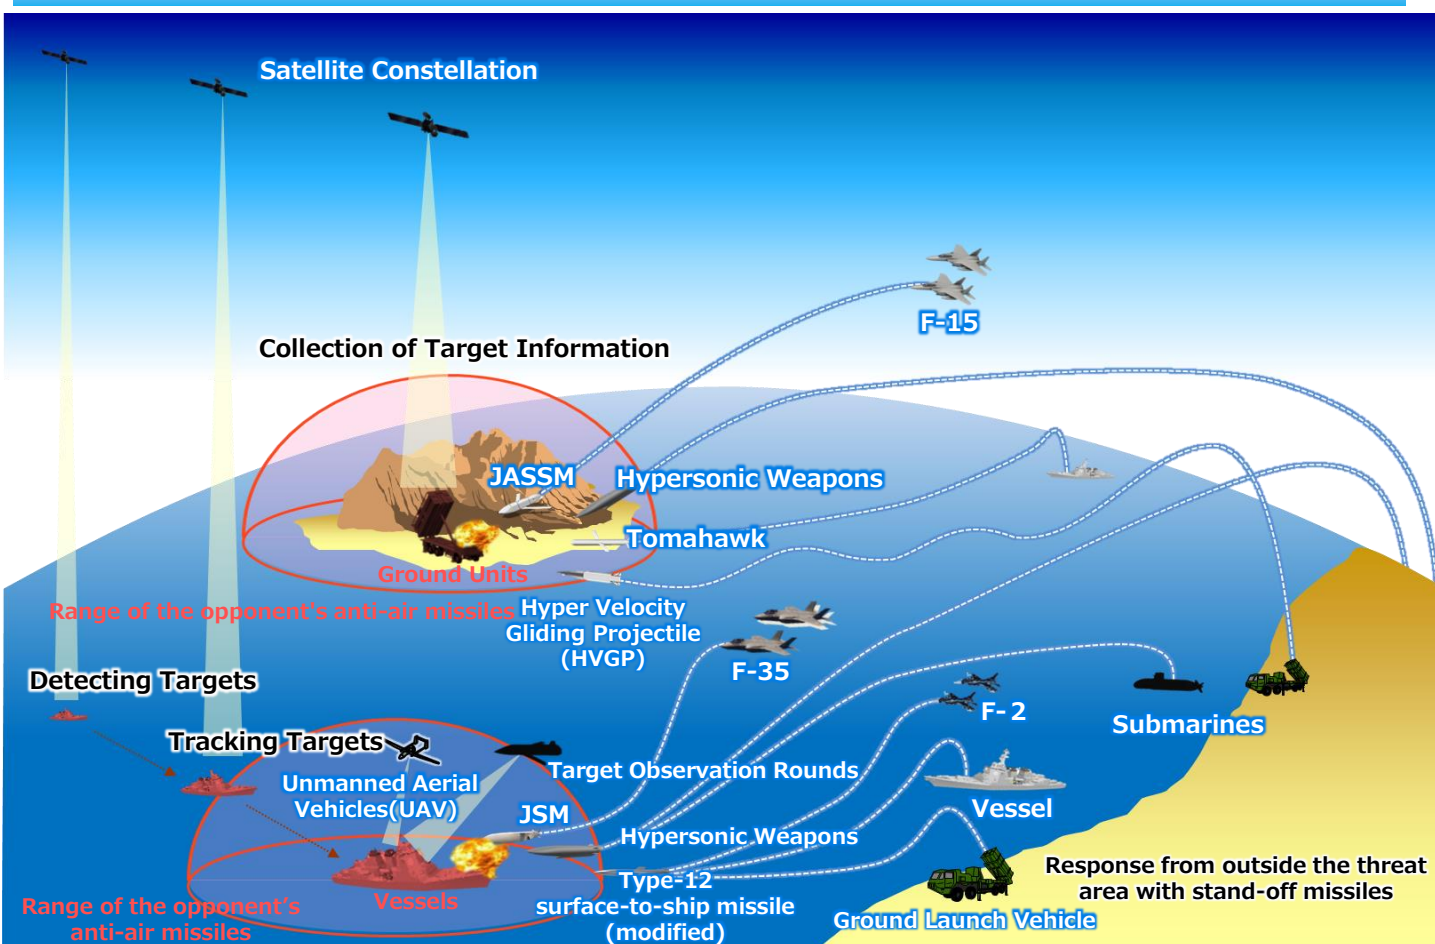 Satellite Constellation
F-15
Collection of Target Information
JASSM
Hypersonic Weapons
Tomahawk
Ground Units
Range of the opponent's anti-air missiles
Hyper Velocity
Gliding Projectile
(HVGP)
F-35
Detecting Targets
F-2
Submarines
Tracking Targets
Unmanned Aerial
Vehicles(UAV)
Target Observation Rounds
JSM
Vessel
Hypersonic Weapons
Type-12
surface-to-ship missile
(modified)
Vessels
Range of the opponent's
anti-air missiles
Ground Launch Vehicle
Response from outside the threat
area with stand-off missiles